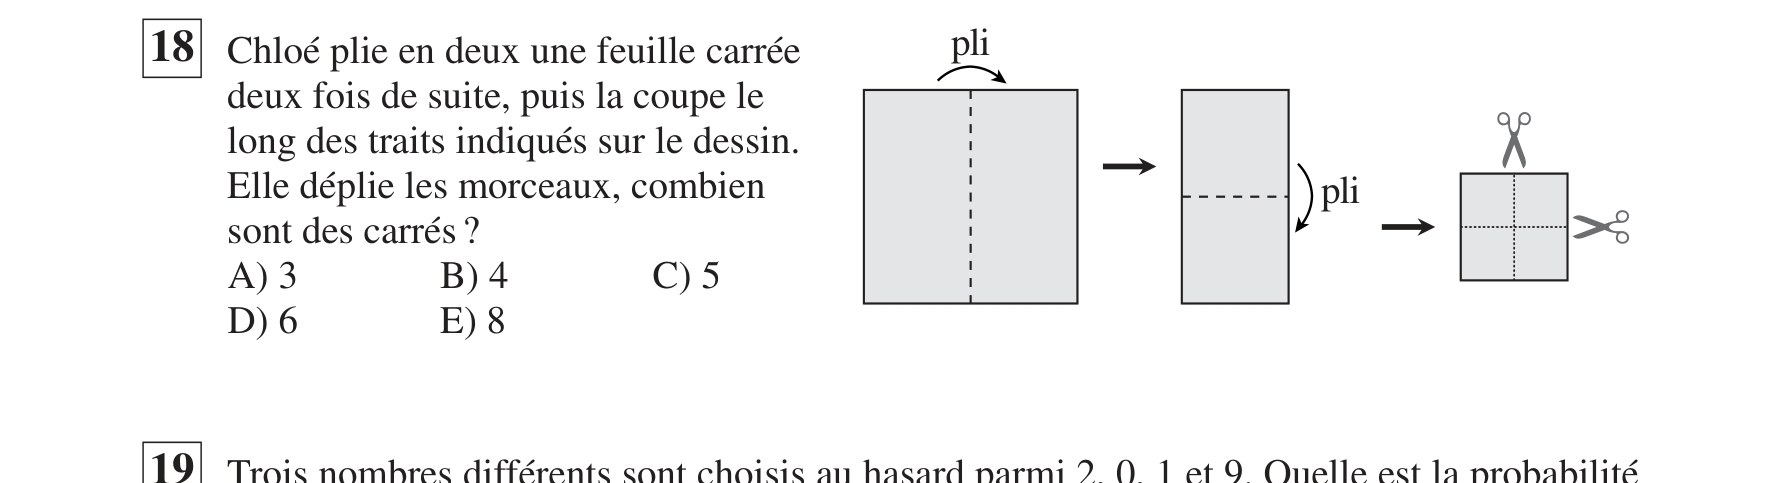 18 Chloé plie en deux une feuille carrée
deux fois de suite, puis la coupe le
long des traits indiqués sur le dessin.
Elle déplie les morceaux, combien
sont des carrés ?
A) 3 B) 4 C) 5
D) 6 E) 8
pli
pli
19 Trois nombres différents sont choisis au hasard parmi 2, 0, 1 et 9. Quelle est la probabilité